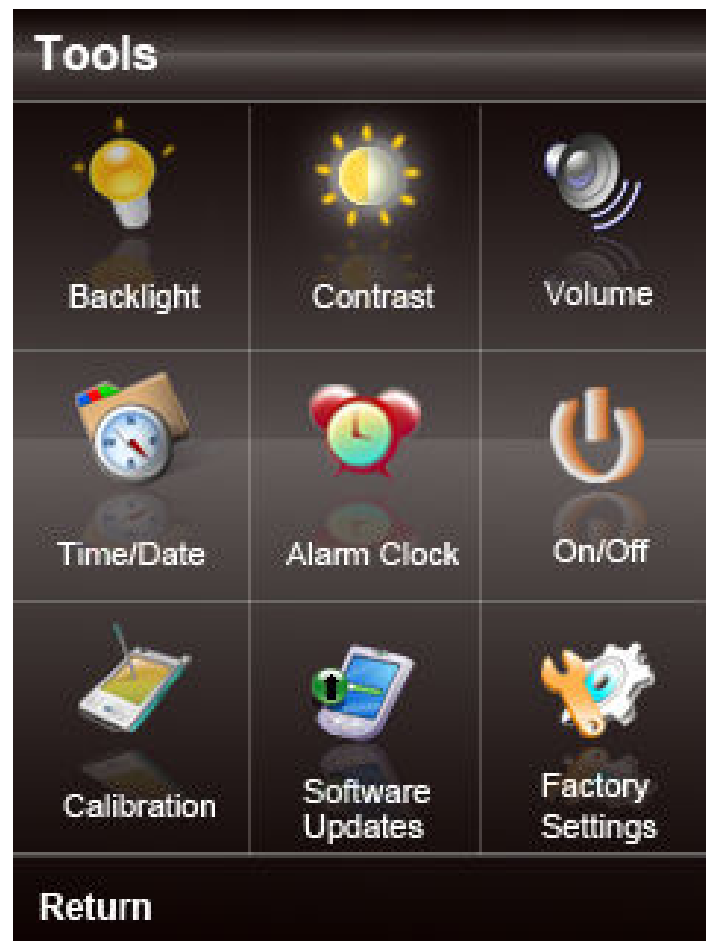 Tools
Backlight
Contrast
Volume
Time/Date
Alarm Clock
On/Off
Calibration
Software
Updates
Factory
Settings
Return